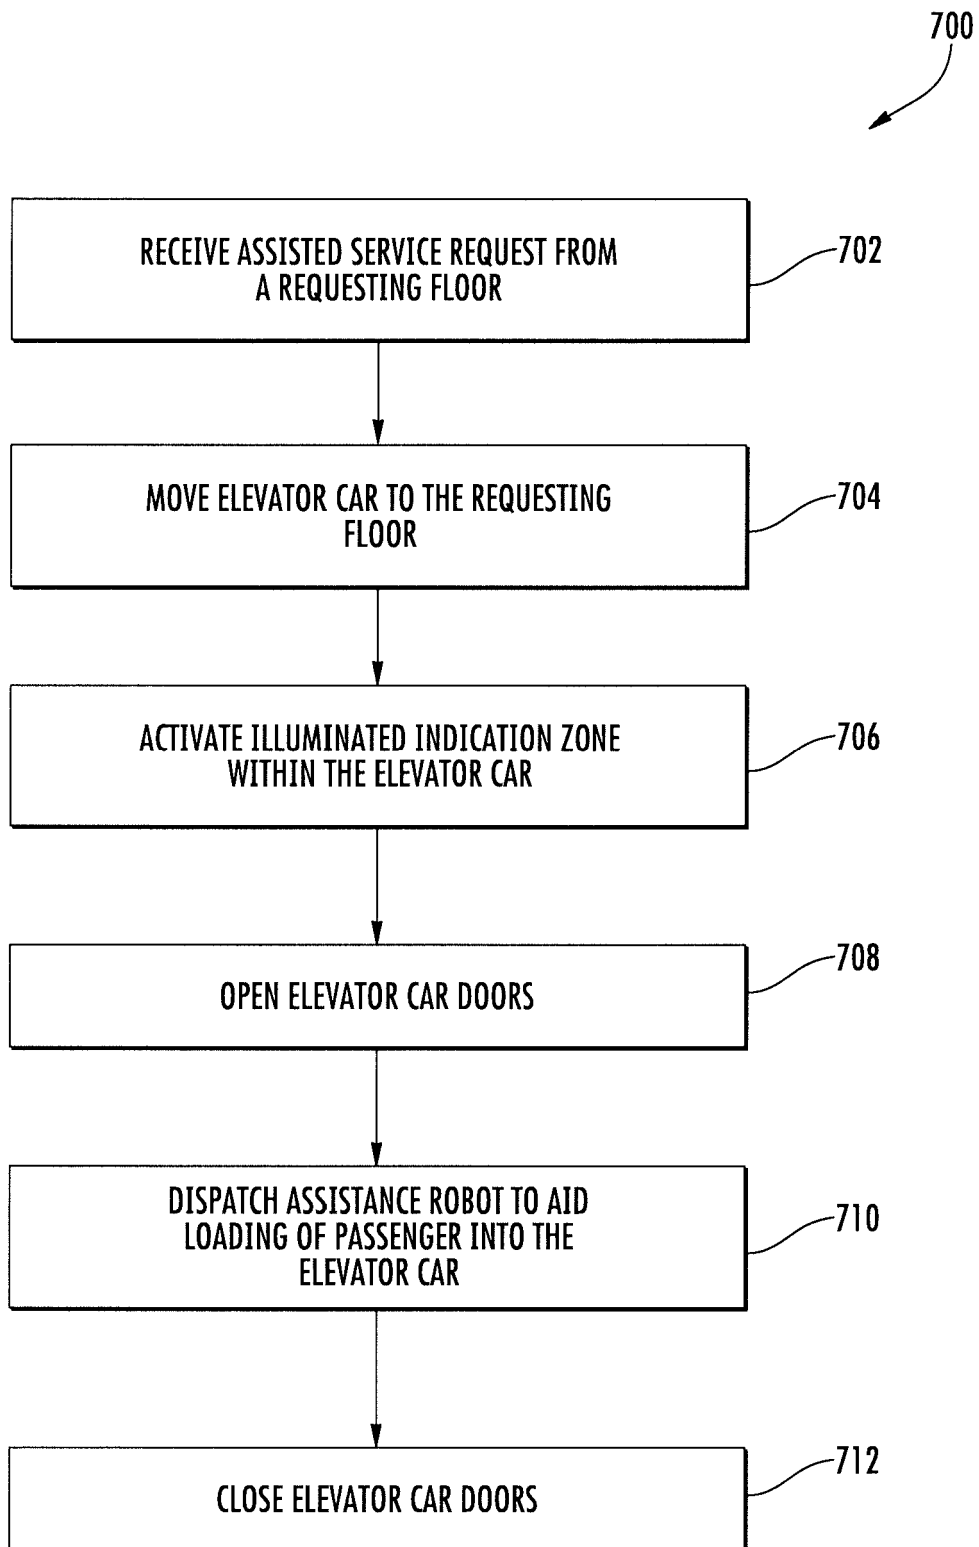 700
RECEIVE ASSISTED SERVICE REQUEST FROM
A REQUESTING FLOOR
702
MOVE ELEVATOR CAR TO THE REQUESTING
FLOOR
704
ACTIVATE ILLUMINATED INDICATION ZONE
WITHIN THE ELEVATOR CAR
706
OPEN ELEVATOR CAR DOORS
708
DISPATCH ASSISTANCE ROBOT TO AID
LOADING OF PASSENGER INTO THE
ELEVATOR CAR
710
CLOSE ELEVATOR CAR DOORS
712